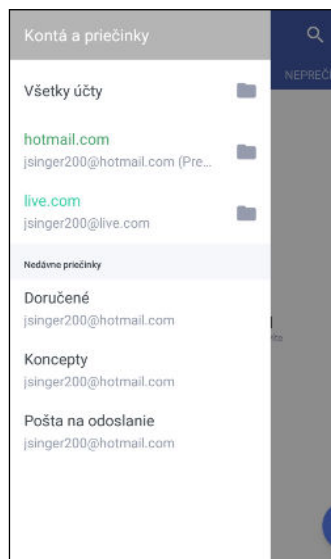 Kontá a priečinky
NEPREČ
Všetky účty
hotmail.com
jsinger200@hotmail.com (Pre...
live.com
jsinger200@live.com
Nedávne priečinky
Doručené
jsinger200@hotmail.com
Koncepty
jsinger200@hotmail.com
Pošta na odoslanie
jsinger200@hotmail.com